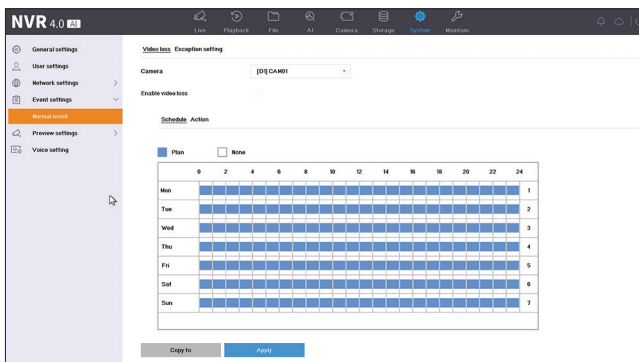 NVR 4.0 AI
Live Playback File AI Camera Storage System Maintain
General settings
User settings
Network settings
Event settings
Normal event
Preview settings
Voice setting
Video loss Exception setting
Camera [D1] CAM01
Enable video loss
Schedule Action
Plan None
0 2 4 6 8 10 12 14 16 18 20 22 24
Mon 1
Tue 2
Wed 3
Thu 4
Fri 5
Sat 6
Sun 7
Copy to Apply